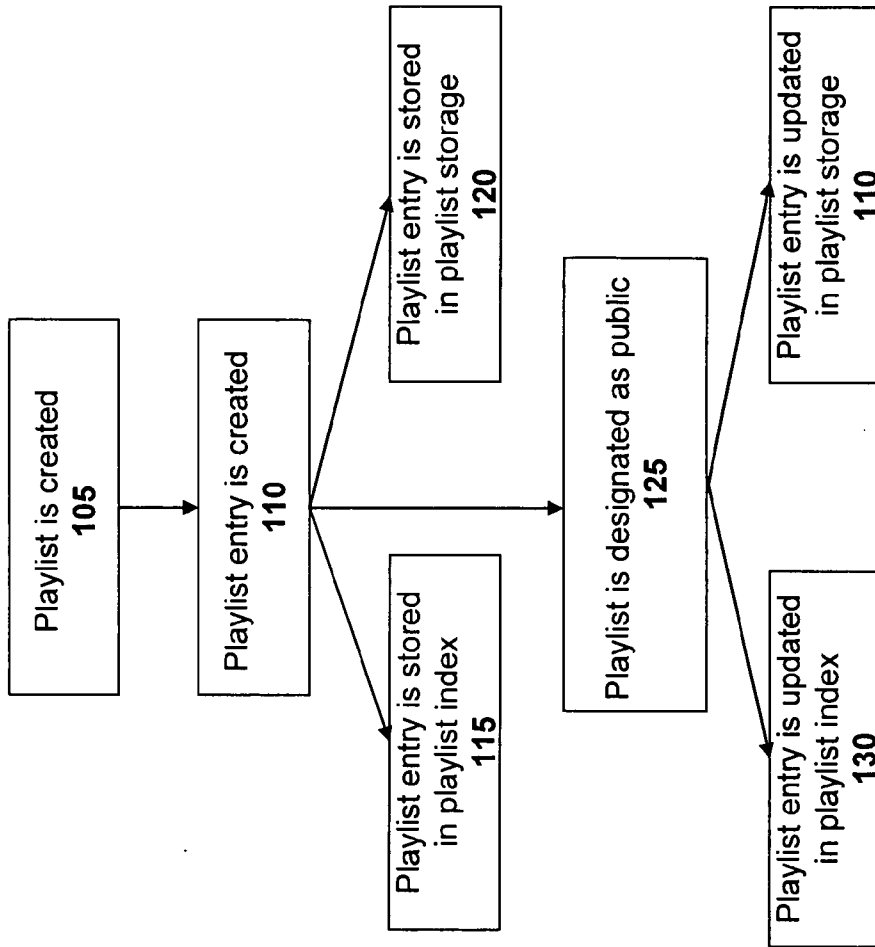 Playlist is created
105
Playlist entry is created
110
Playlist entry is stored
in playlist index
115
Playlist entry is stored
in playlist storage
120
Playlist is designated as public
125
Playlist entry is updated
in playlist index
130
Playlist entry is updated
in playlist storage
110